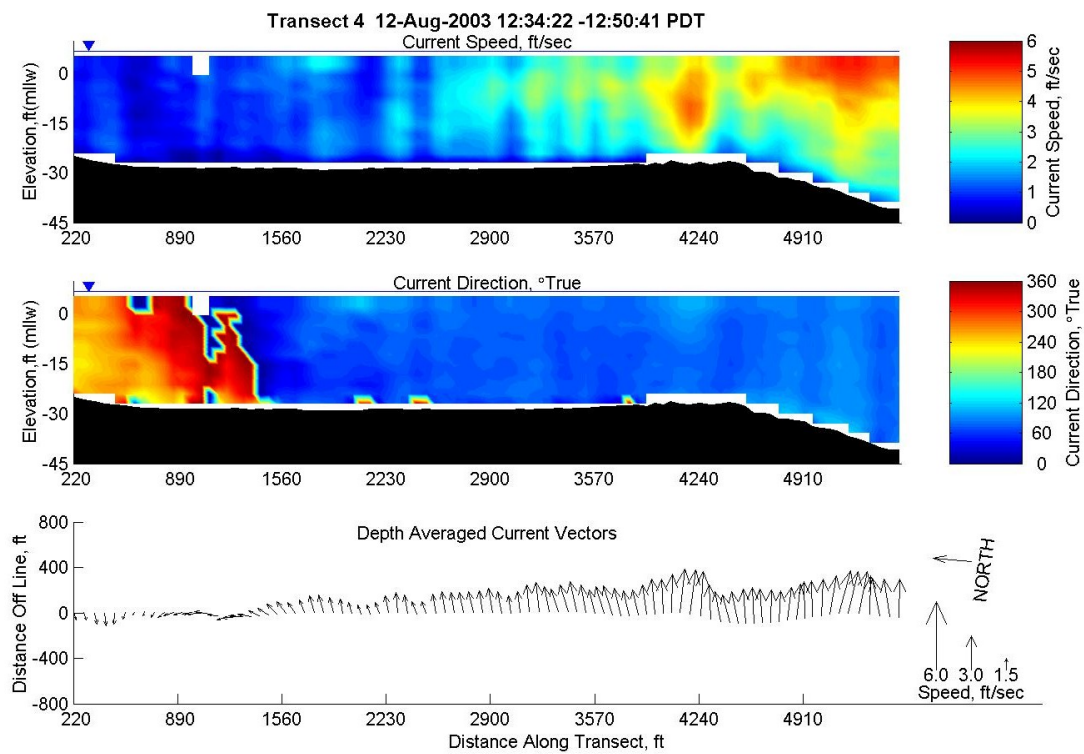 Transect 4 12-Aug-2003 12:34:22 -12:50:41 PDT
Current Speed, ft/sec
Elevation,ft(mllw)
0
-15
-30
-45
220 890 1560 2230 2900 3570 4240 4910
6
5
4
3
2
1
0
Current Speed, ft/sec
Current Direction, °True
Elevation,ft (mllw)
0
-15
-30
-45
220 890 1560 2230 2900 3570 4240 4910
360
300
240
180
120
60
0
Current Direction, °True
Depth Averaged Current Vectors
Distance Off Line, ft
800
400
0
-400
-800
220 890 1560 2230 2900 3570 4240 4910
Distance Along Transect, ft
NORTH
6.0 3.0 1.5
Speed, ft/sec